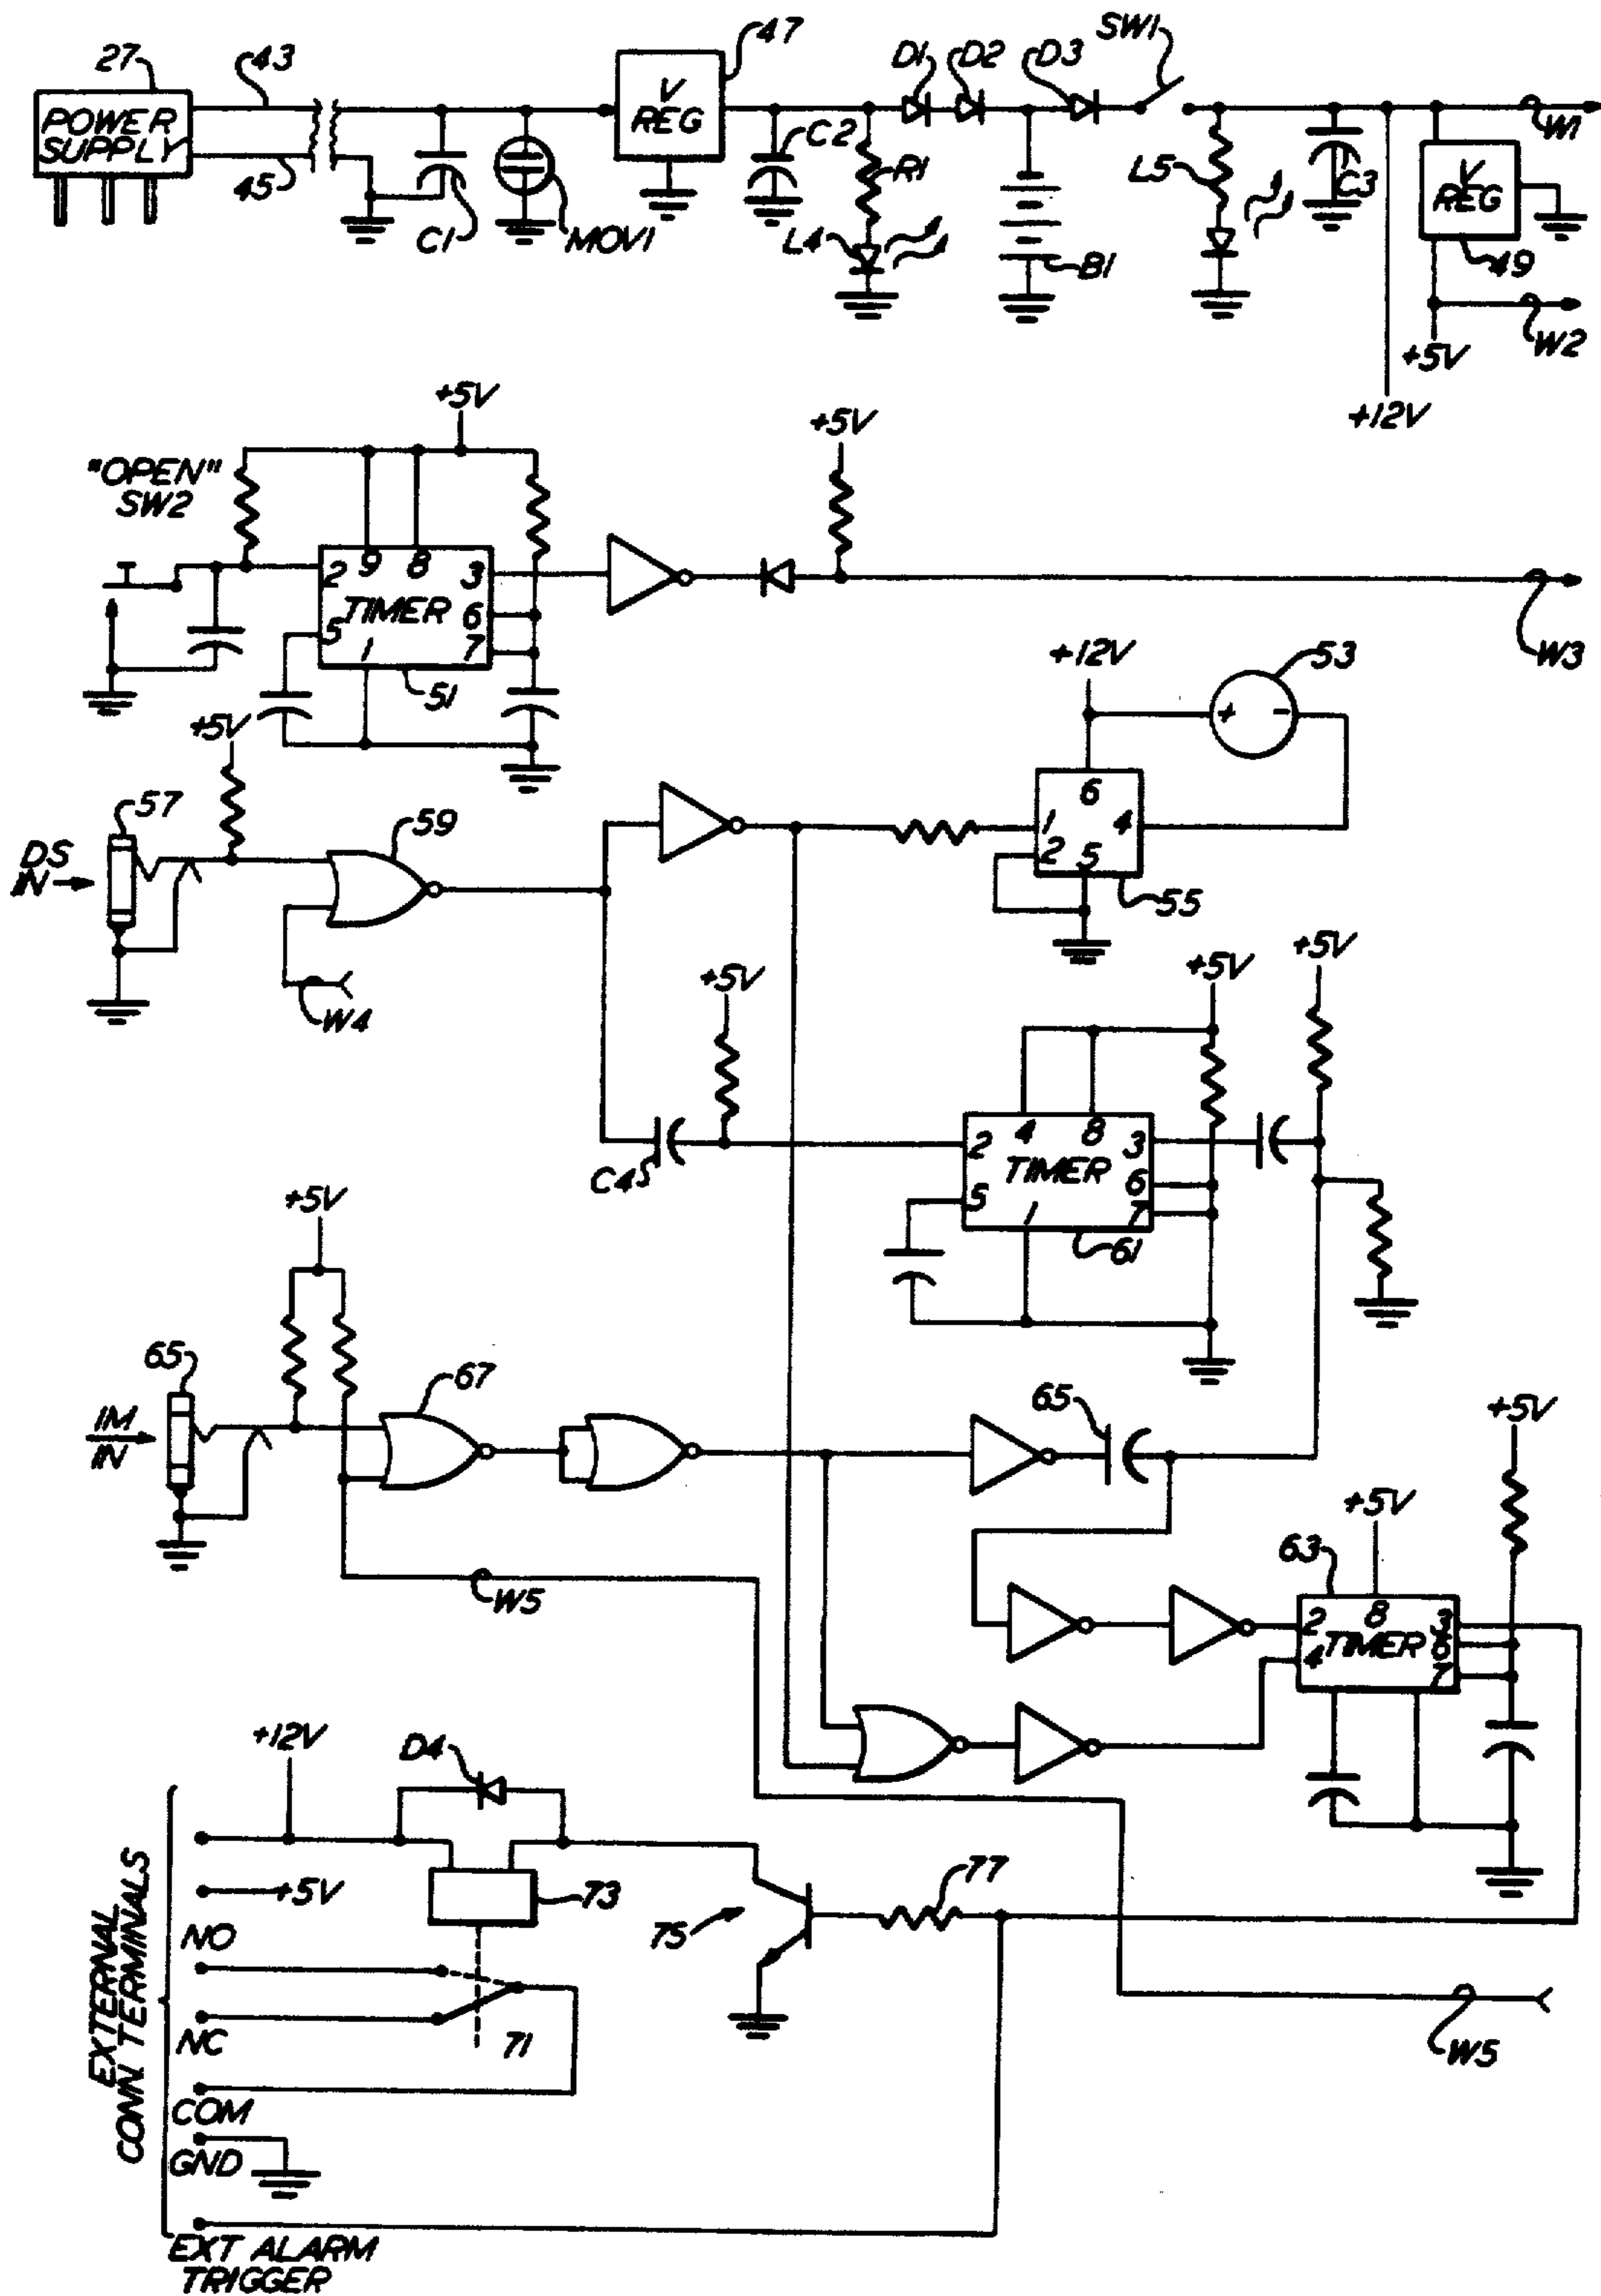 27
43
47
D1
D2
D3
SW1
POWER
SUPPLY
V
REG
C2
R1
L5
C3
V
REG
W1
45
C1
MOV1
L4
B1
49
W2
+5V
+12V
+5V
+5V
"OPEN"
SW2
2
9
8
3
TIMER
6
5
1
7
51
W3
+12V
53
+
-
+5V
57
59
6
1
4
2
5
55
DS
IN
W4
+5V
+5V
+5V
C4
2
4
8
3
TIMER
6
5
1
7
61
+5V
65
67
IM
IN
65
+5V
+5V
W5
63
2
8
3
TIMER
6
4
7
+12V
D4
EXTERNAL
CONN. TERMINALS
+5V
73
75
77
NO
NC
71
W5
COM
GND
EXT ALARM
TRIGGER